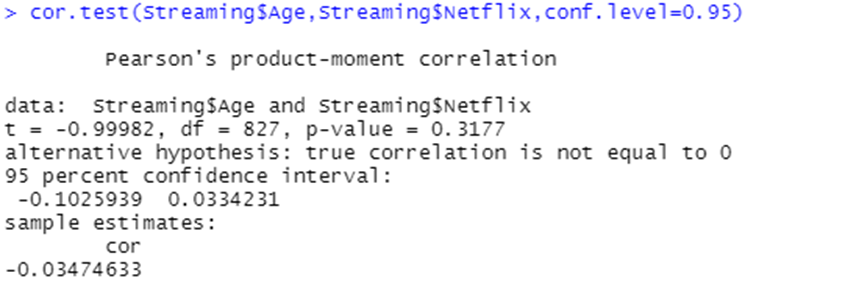 > cor.test(Streaming$Age,Streaming$Netflix,conf.level=0.95)
Pearson's product-moment correlation
data:  Streaming$Age and Streaming$Netflix
t = -0.99982, df = 827, p-value = 0.3177
alternative hypothesis: true correlation is not equal to 0
95 percent confidence interval:
-0.1025939  0.0334231
sample estimates:
cor
-0.03474633